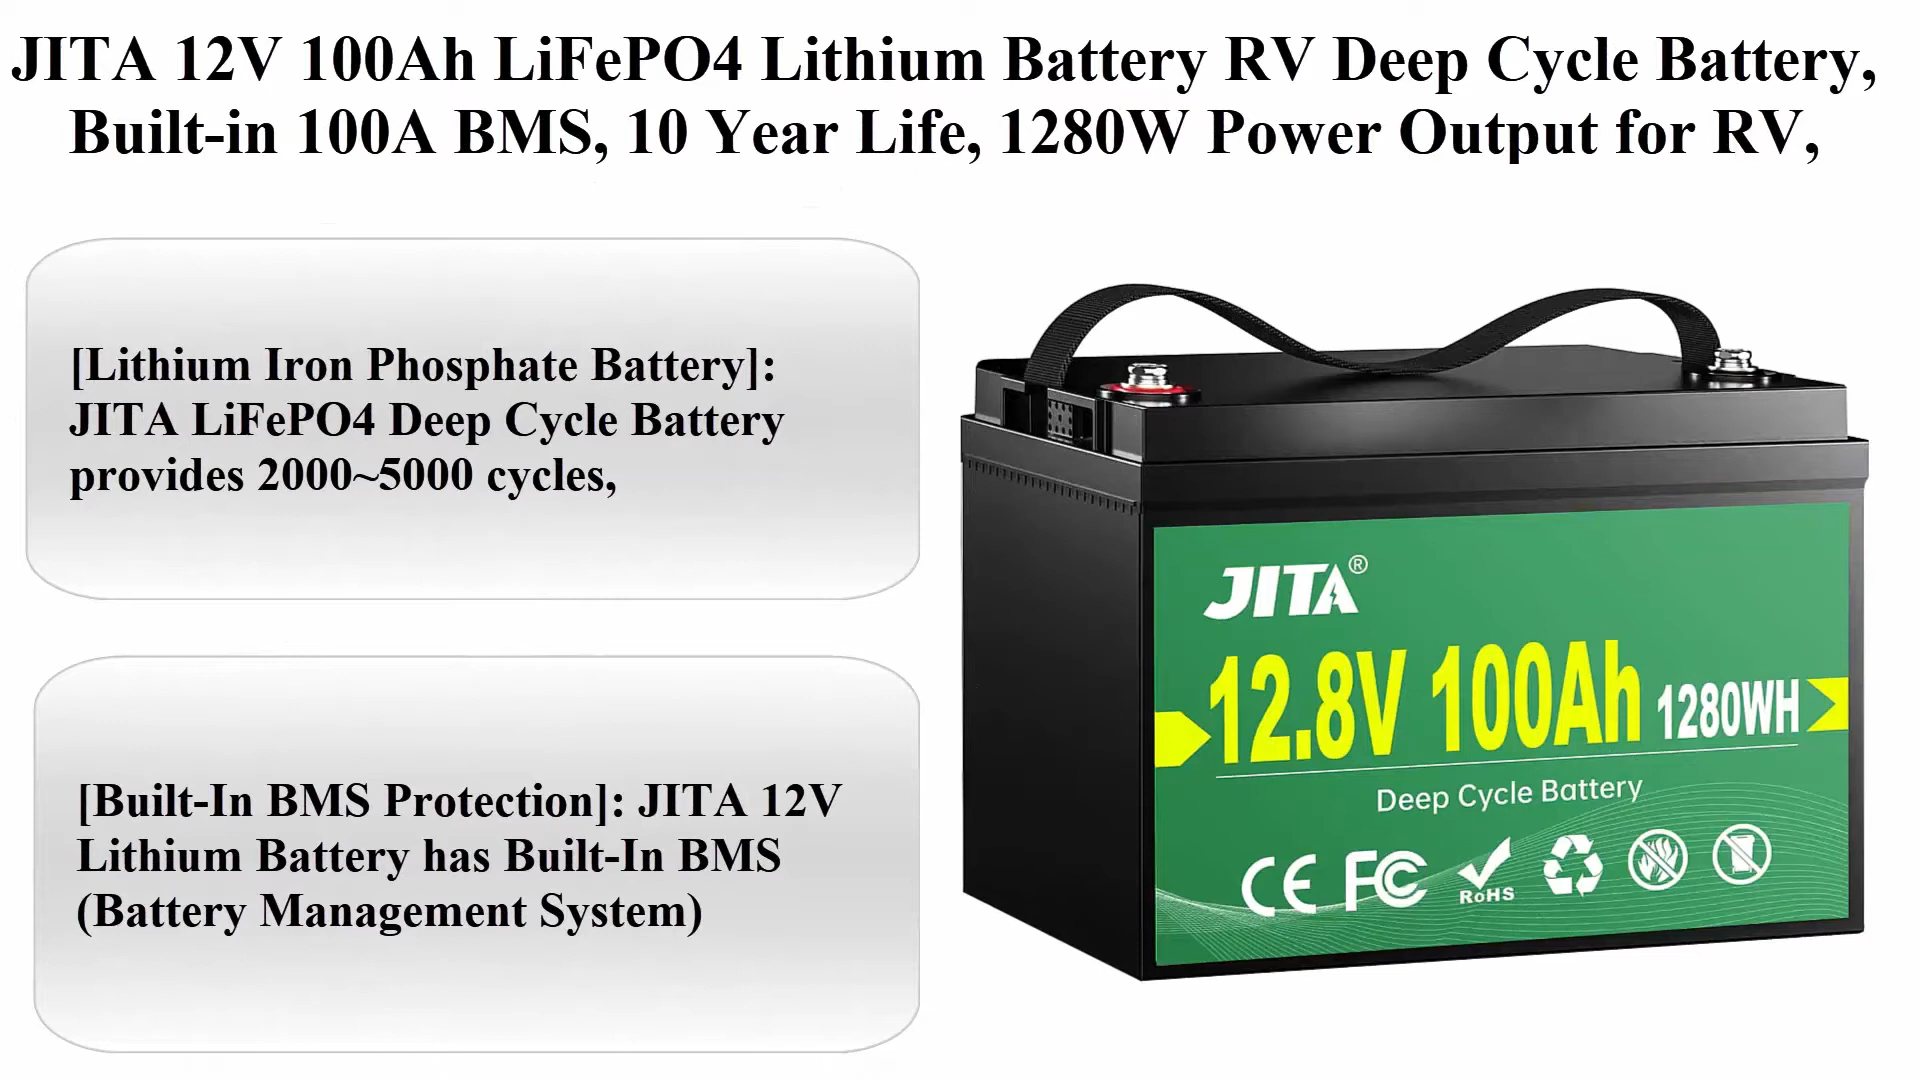 JITA 12V 100Ah LiFePO4 Lithium Battery RV Deep Cycle Battery,
Built-in 100A BMS, 10 Year Life, 1280W Power Output for RV,
[Lithium Iron Phosphate Battery]:
JITA LiFePO4 Deep Cycle Battery
provides 2000~5000 cycles,
[Built-In BMS Protection]: JITA 12V
Lithium Battery has Built-In BMS
(Battery Management System)
JITA®
12.8V 100Ah 1280WH
Deep Cycle Battery
CE FC RoHS